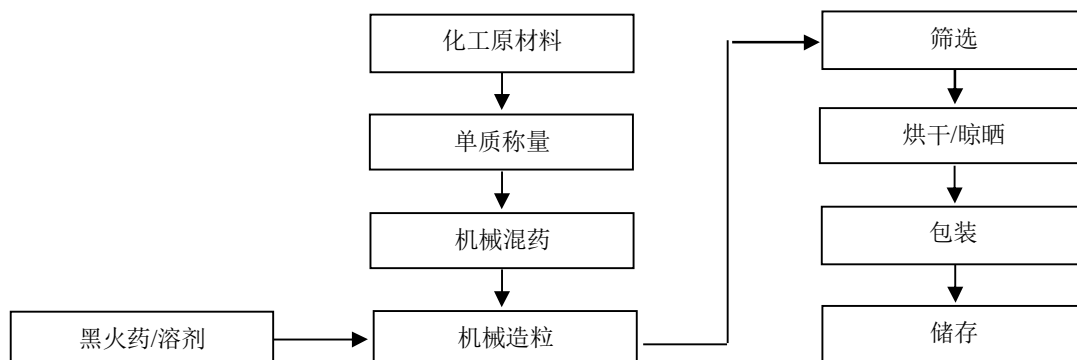 化工原材料
单质称量
机械混药
黑火药/溶剂
机械造粒
筛选
烘干/晾晒
包装
储存